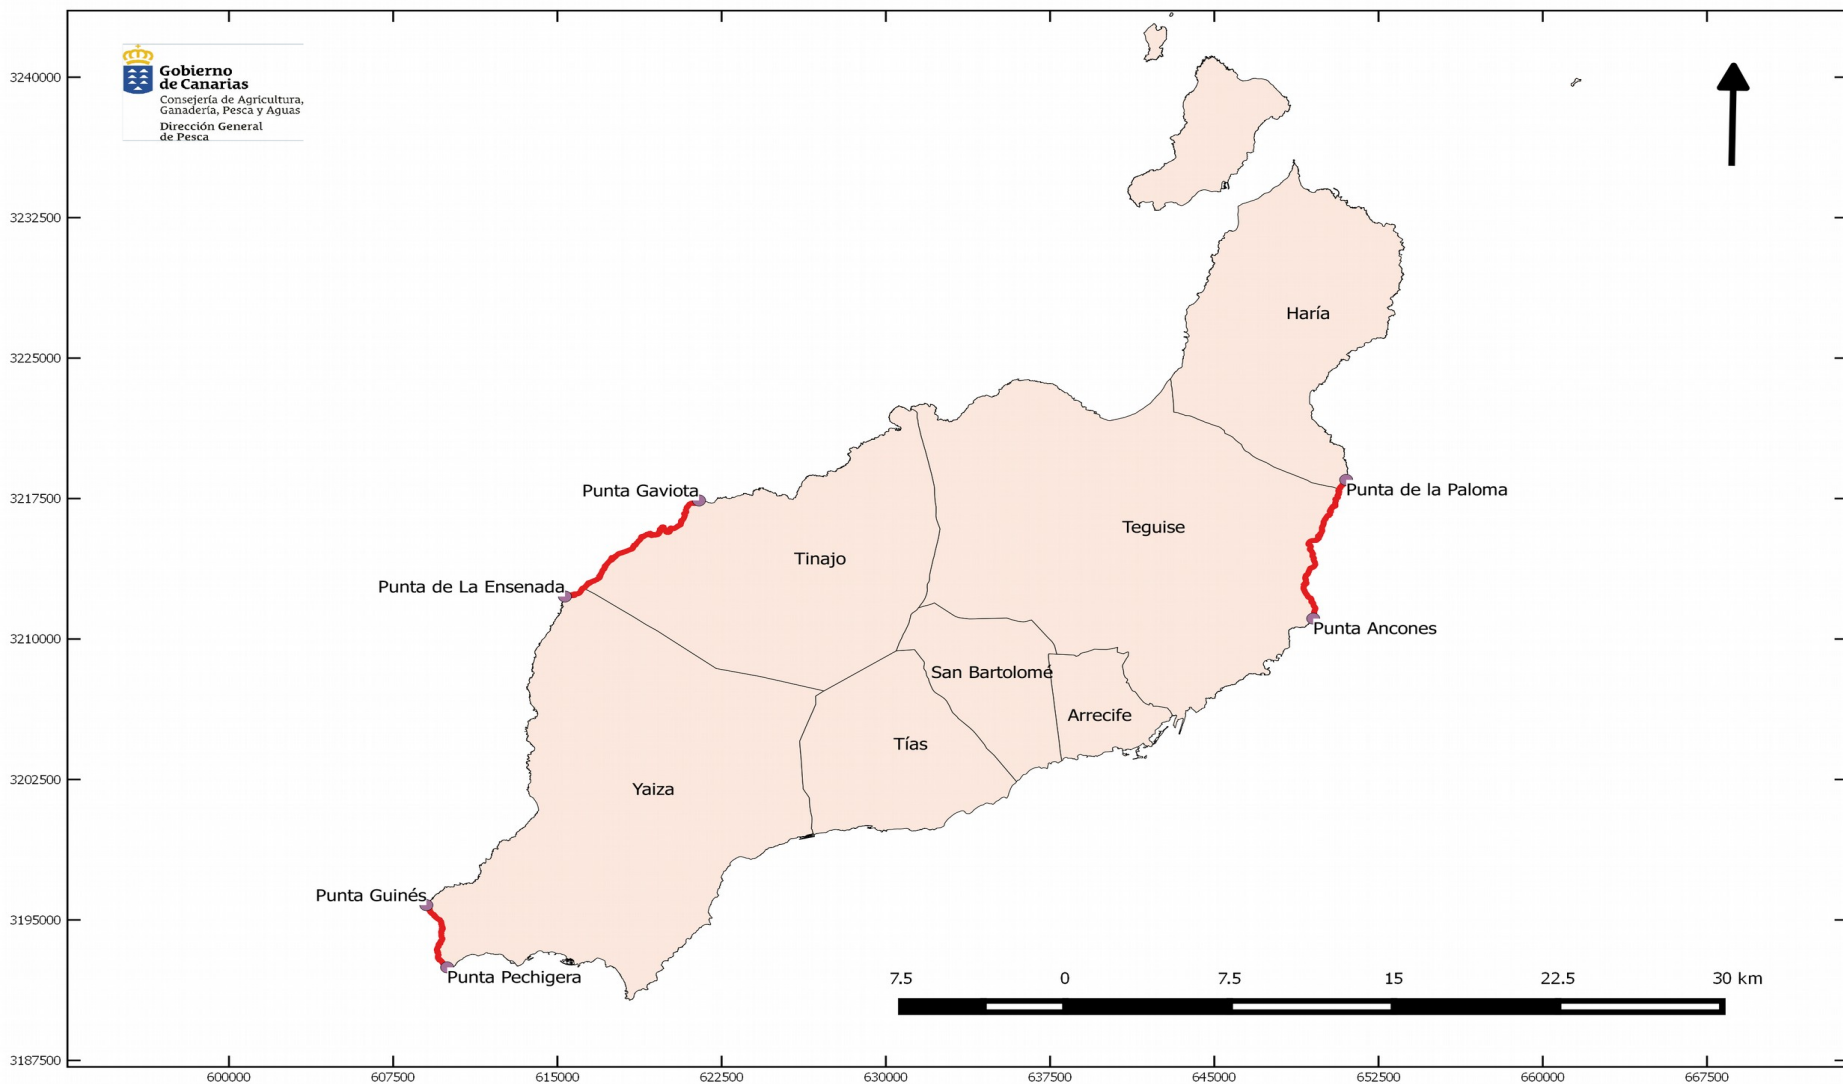 Gobierno
de Canarias
Consejería de Agricultura,
Ganadería, Pesca y Aguas
Dirección General
de Pesca
3240000
3232500
3225000
3217500
3210000
3202500
3195000
3187500
Haría
Punta Gaviota
Punta de la Paloma
Teguise
Tinajo
Punta de La Ensenada
Punta Ancones
San Bartolomé
Arrecife
Tías
Yaiza
Punta Guinés
Punta Pechigera
7.5 0 7.5 15 22.5 30 km
600000 607500 615000 622500 630000 637500 645000 652500 660000 667500